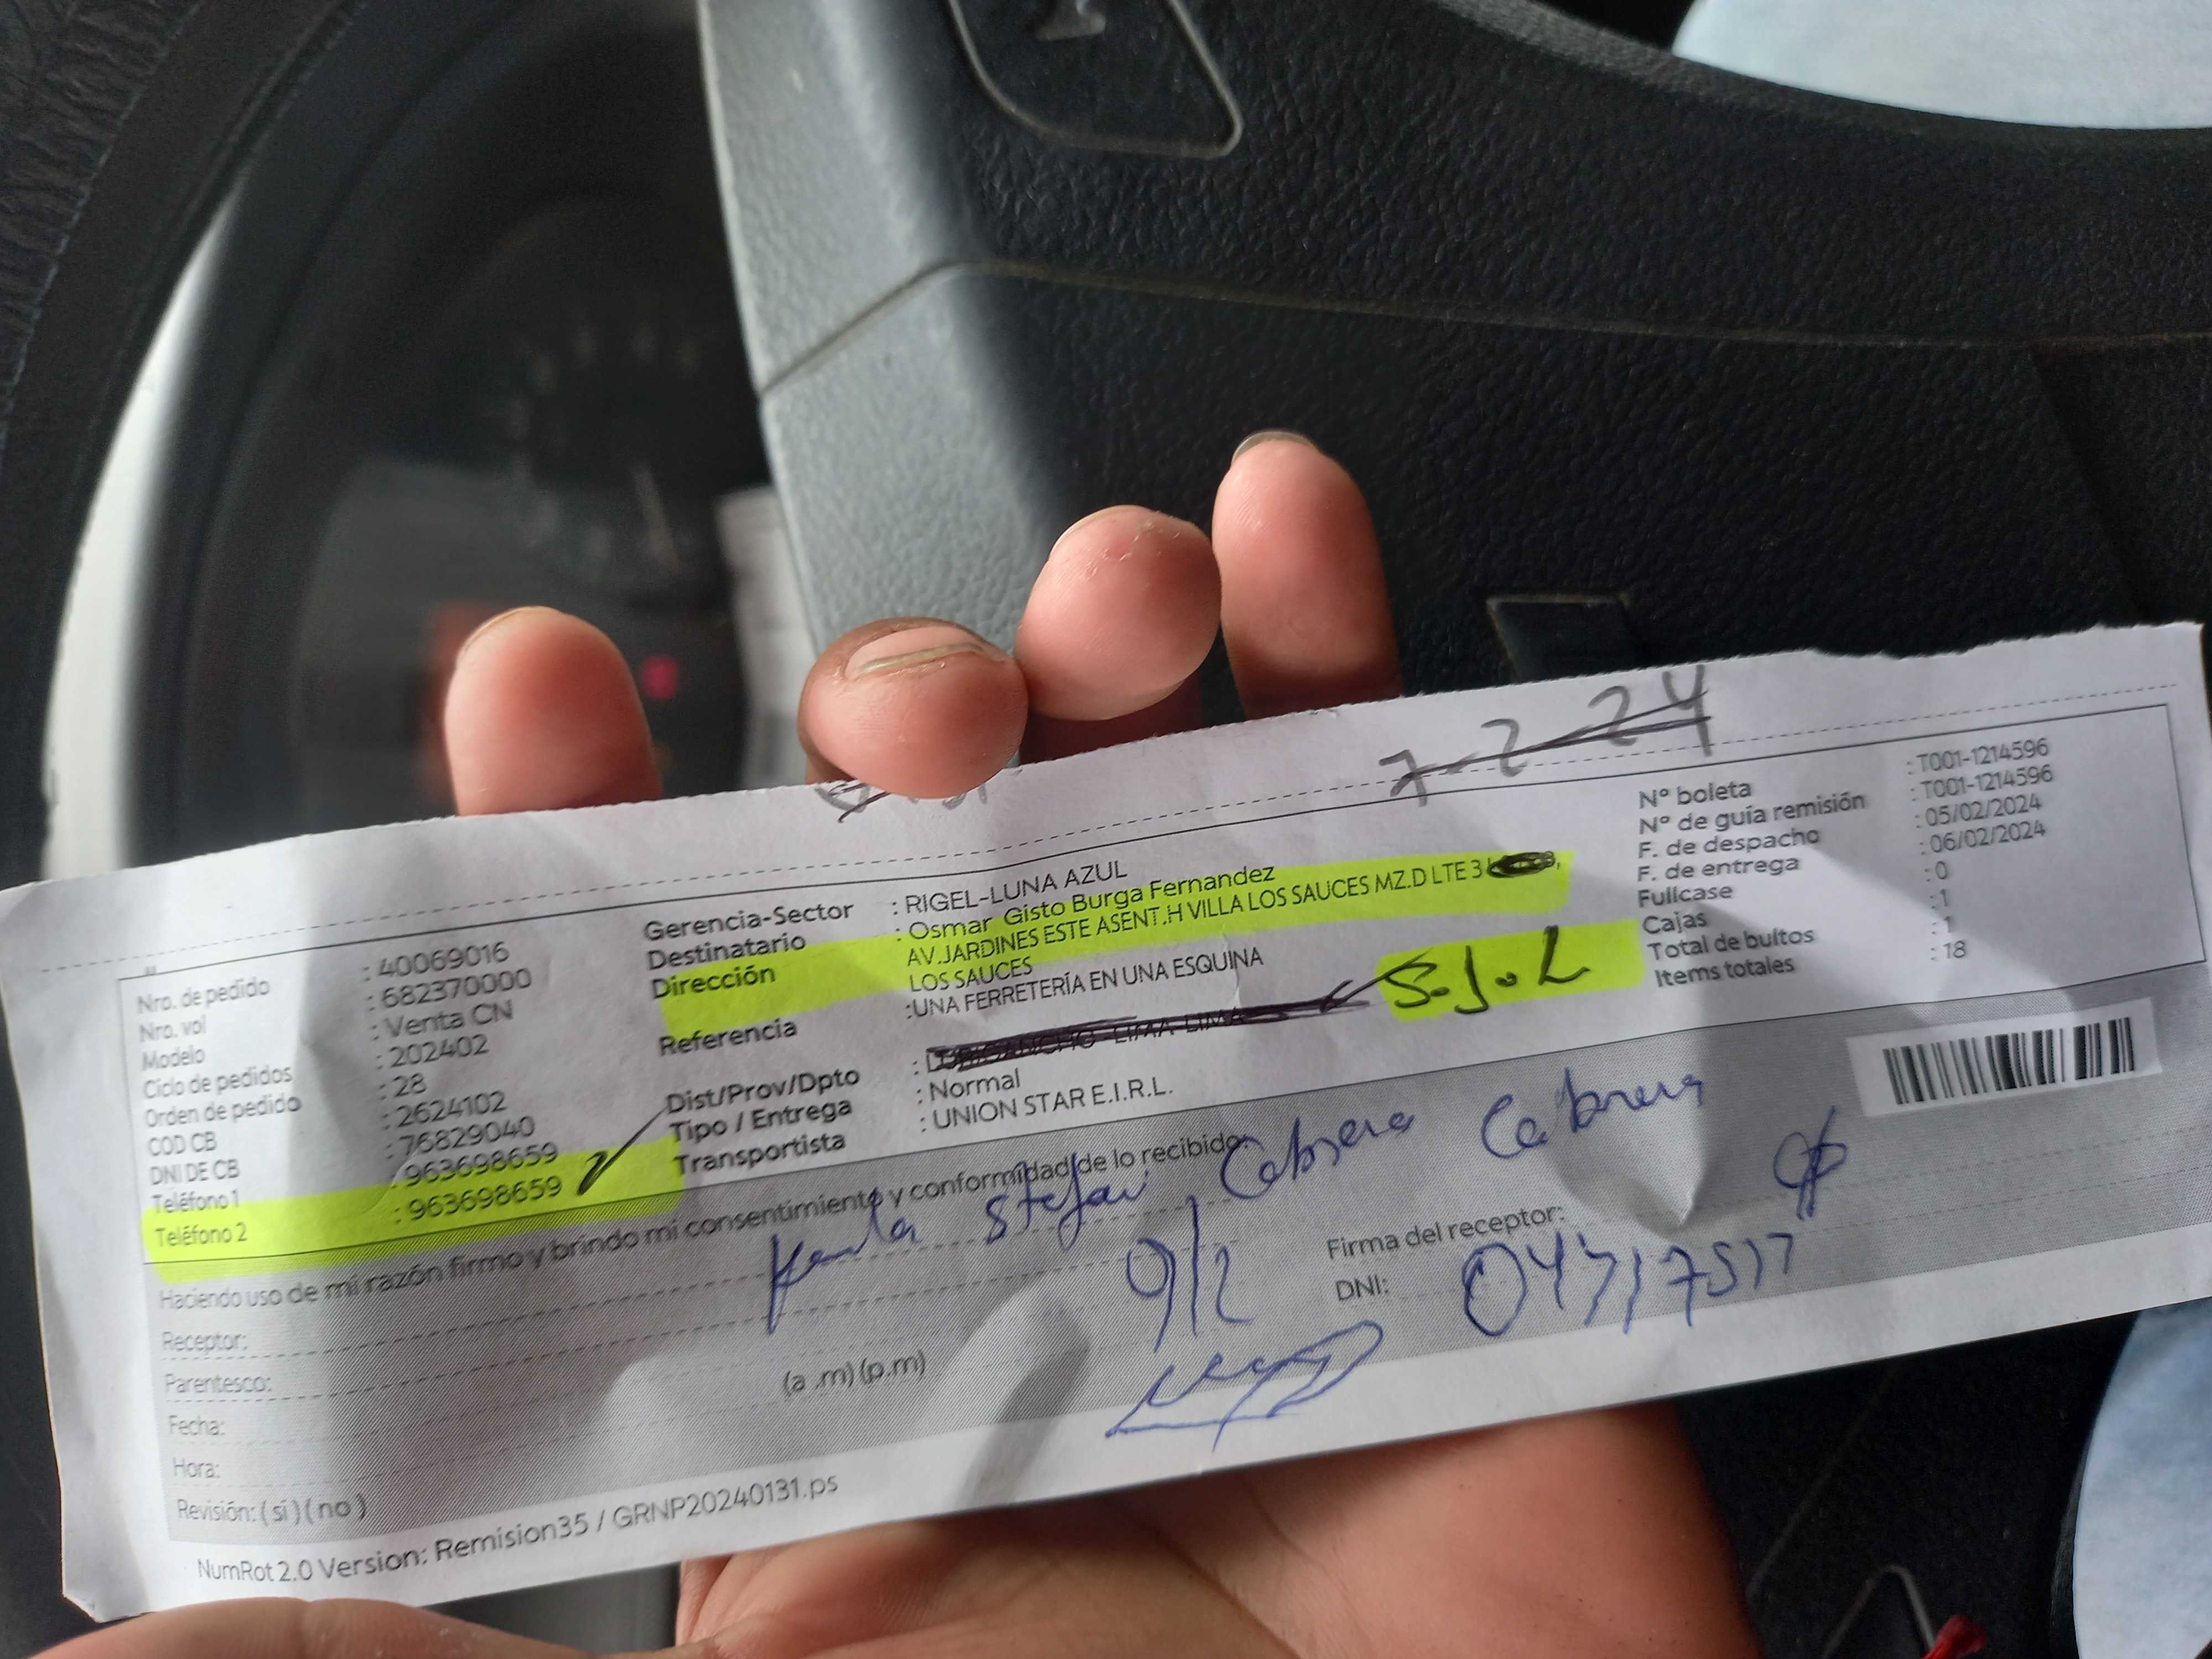 7-2-24
Nro. de pedido : 40069016
Nro. vol : 682370000
Modelo : Venta CN
Ciclo de pedidos : 202402
Orden de pedido : 28
COD CB : 2624102
DNI DE CB : 76829040
Teléfono 1 : 963698659
Teléfono 2 : 963698659
Gerencia-Sector : RIGEL-LUNA AZUL
Destinatario : Osmar Gisto Burga Fernandez
Dirección AV.JARDINES ESTE ASENT.H VILLA LOS SAUCES MZ.D LTE 3
LOS SAUCES
Referencia :UNA FERRETERÍA EN UNA ESQUINA
Dist/Prov/Dpto : LURIGANCHO-LIMA-LIMA S.J.L
Tipo / Entrega : Normal
Transportista : UNION STAR E.I.R.L.
N° boleta : T001-1214596
N° de guía remisión : T001-1214596
F. de despacho : 05/02/2024
F. de entrega : 06/02/2024
Fullcase : 0
Cajas : 1
Total de bultos : 1
Items totales : 18
Haciendo uso de mi razón firmo y brindo mi consentimiento y conformidad de lo recibido:
Receptor: Stefani Cabrera Cabrera
Parentesco:
Fecha: 9/2
Hora: (a .m) (p.m)
Revisión: ( sí ) ( no )
Firma del receptor:
DNI:
NumRot 2.0 Version: Remision35 / GRNP20240131.ps